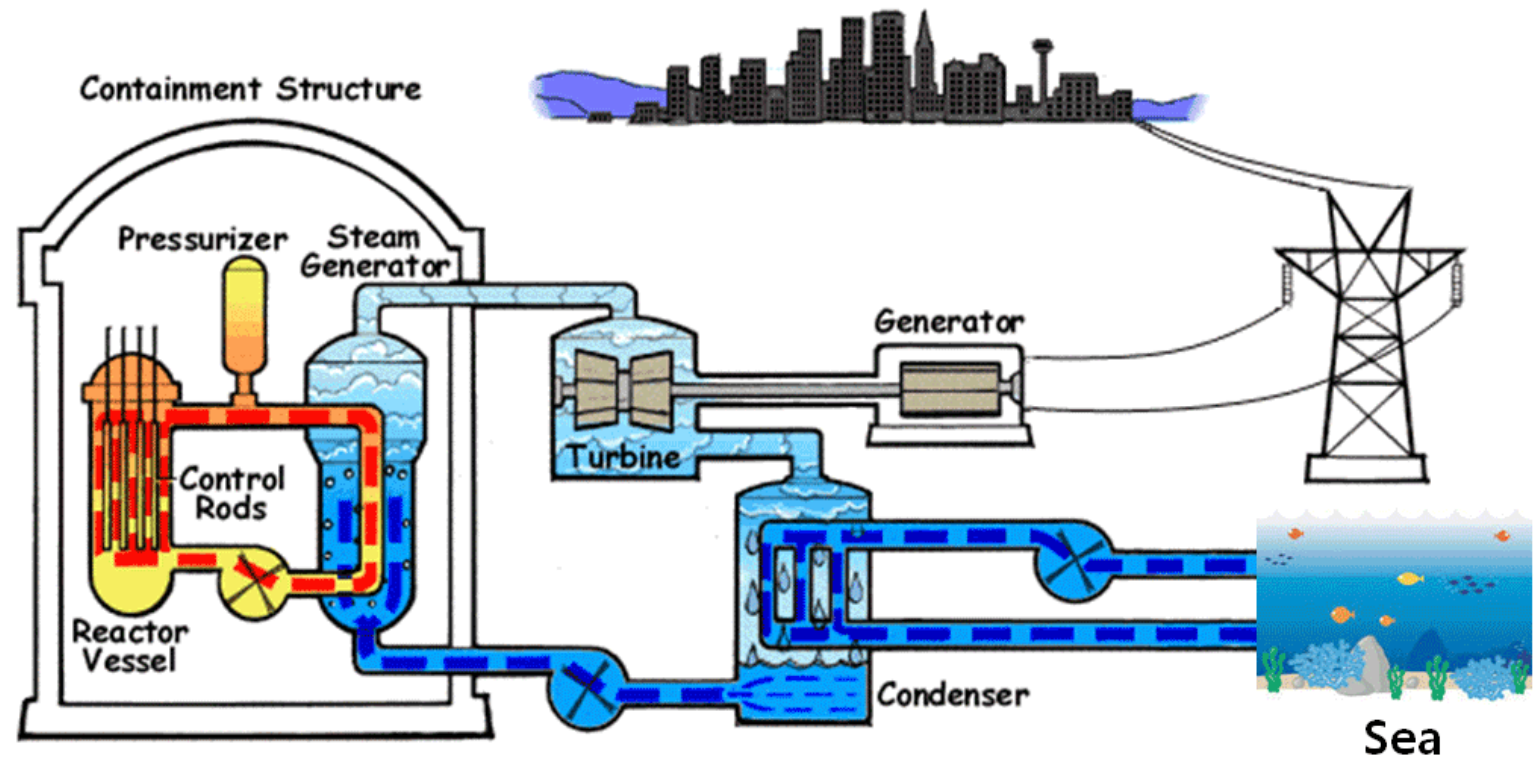 Containment Structure
Pressurizer
Steam
Generator
Generator
Control
Rods
Turbine
Reactor
Vessel
Condenser
Sea